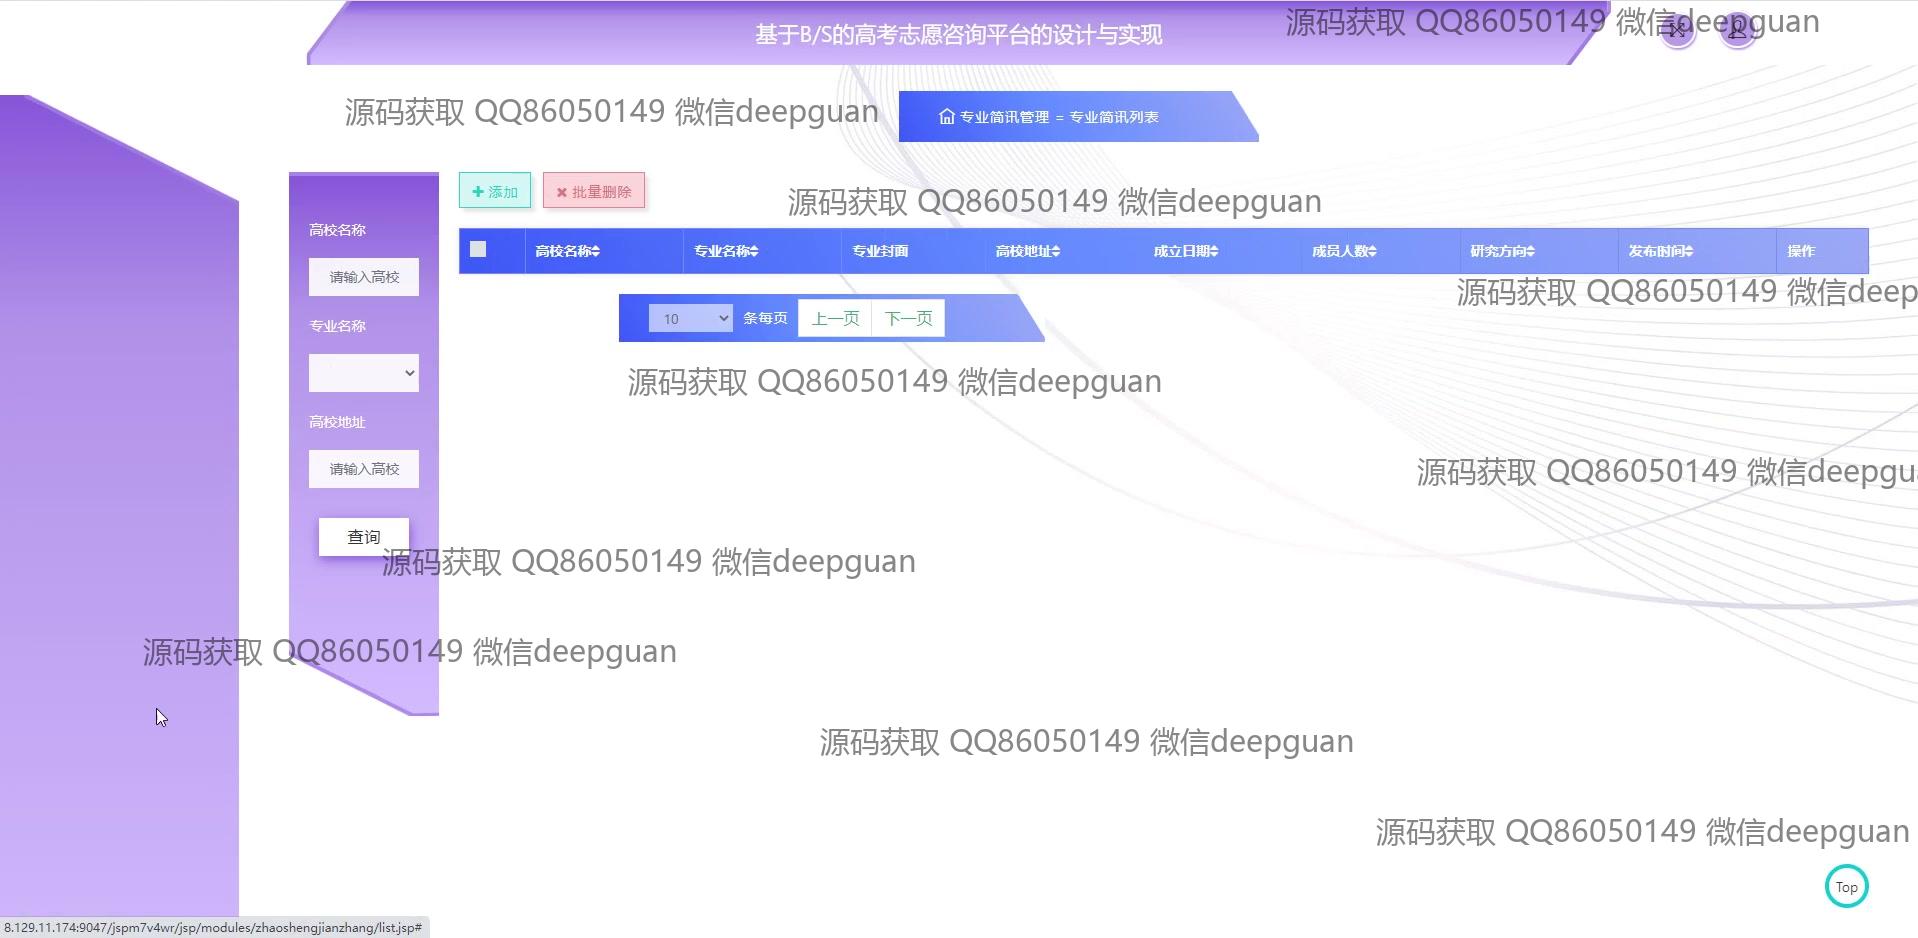 基于B/S的高考志愿咨询平台的设计与实现
源码获取 QQ86050149 微信deepguan
源码获取 QQ86050149 微信deepguan
专业简讯管理 = 专业简讯列表
添加
批量删除
源码获取 QQ86050149 微信deepguan
高校名称
请输入高校
专业名称
高校地址
请输入高校
查询
高校名称 专业名称 专业封面 高校地址 成立日期 成员人数 研究方向 发布时间 操作
源码获取 QQ86050149 微信deep
10 条每页 上一页 下一页
源码获取 QQ86050149 微信deepguan
源码获取 QQ86050149 微信deepgu
源码获取 QQ86050149 微信deepguan
源码获取 QQ86050149 微信deepguan
源码获取 QQ86050149 微信deepguan
源码获取 QQ86050149 微信deepguan
Top
8.129.11.174:9047/jspm7v4wr/jsp/modules/zhaoshengjianzhang/list.jsp#